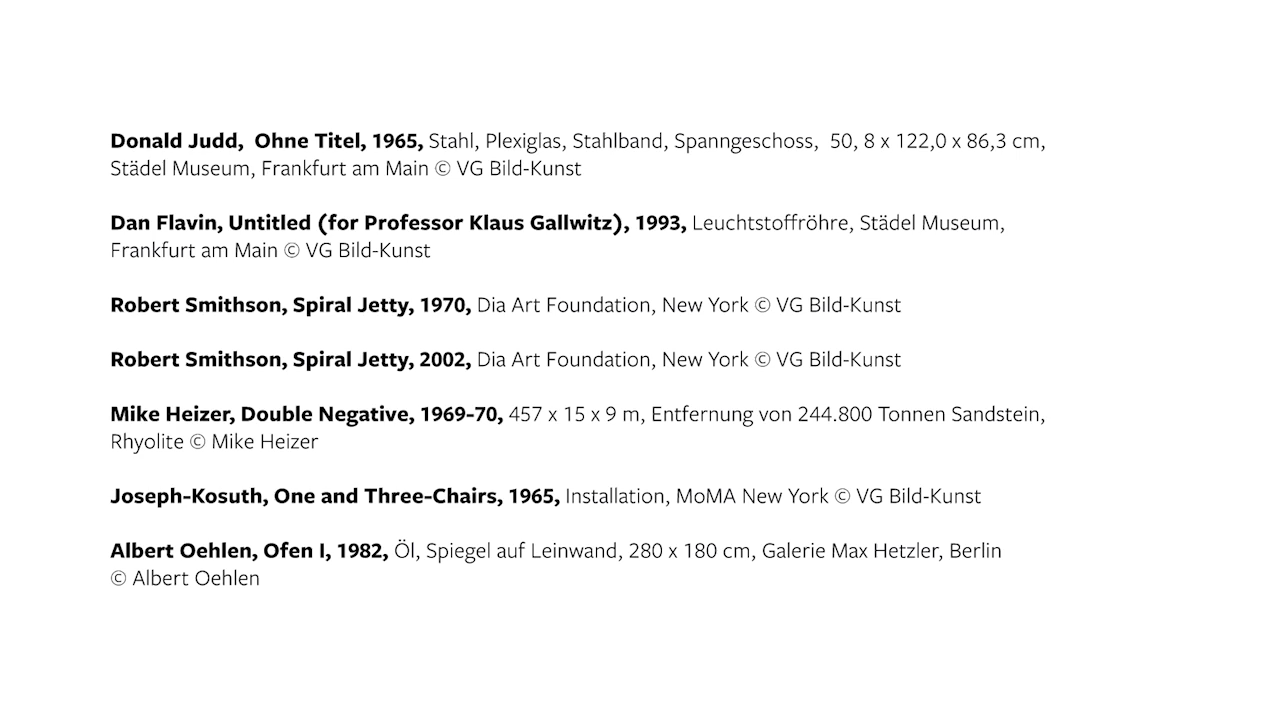 Donald Judd,  Ohne Titel, 1965, Stahl, Plexiglas, Stahlband, Spanngeschoss,  50, 8 x 122,0 x 86,3 cm,
Städel Museum, Frankfurt am Main © VG Bild-Kunst
Dan Flavin, Untitled (for Professor Klaus Gallwitz), 1993, Leuchtstoffröhre, Städel Museum,
Frankfurt am Main © VG Bild-Kunst
Robert Smithson, Spiral Jetty, 1970, Dia Art Foundation, New York © VG Bild-Kunst
Robert Smithson, Spiral Jetty, 2002, Dia Art Foundation, New York © VG Bild-Kunst
Mike Heizer, Double Negative, 1969-70, 457 x 15 x 9 m, Entfernung von 244.800 Tonnen Sandstein,
Rhyolite © Mike Heizer
Joseph-Kosuth, One and Three-Chairs, 1965, Installation, MoMA New York © VG Bild-Kunst
Albert Oehlen, Ofen I, 1982, Öl, Spiegel auf Leinwand, 280 x 180 cm, Galerie Max Hetzler, Berlin
© Albert Oehlen